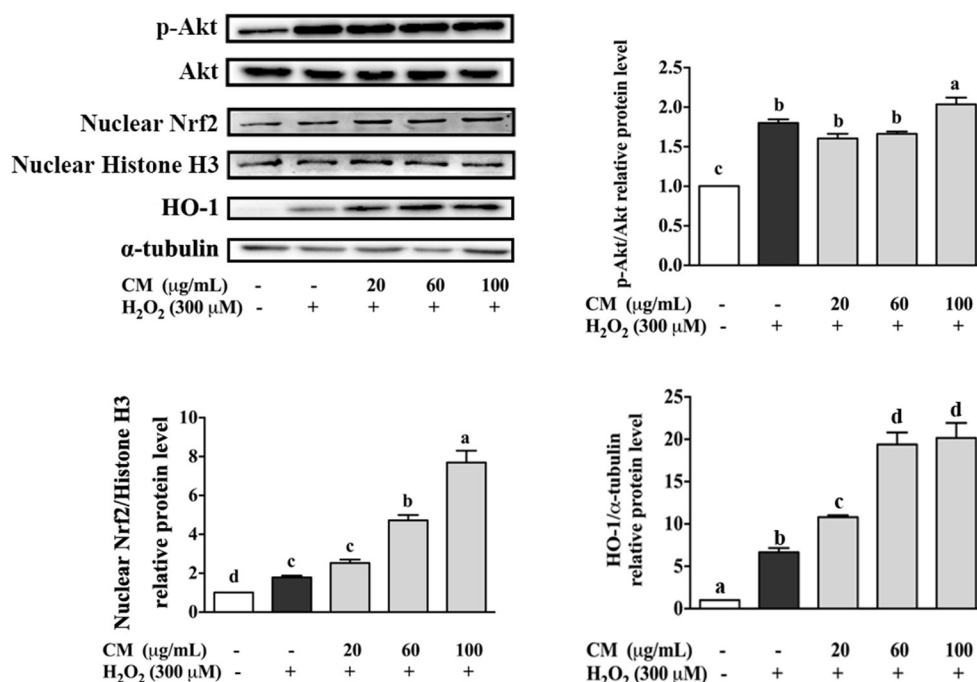 p-Akt
Akt
Nuclear Nrf2
Nuclear Histone H3
HO-1
α-tubulin
CM (μg/mL) - - 20 60 100
H₂O₂ (300 μM) - + + + +
p-Akt/Akt relative protein level
2.5
2.0
1.5
1.0
0.5
0.0
c b b b a
CM (μg/mL) - - 20 60 100
H₂O₂ (300 μM) - + + + +
Nuclear Nrf2/Histone H3
relative protein level
10
8
6
4
2
0
d c c b a
CM (μg/mL) - - 20 60 100
H₂O₂ (300 μM) - + + + +
HO-1/α-tubulin
relative protein level
25
20
15
10
5
0
a b c d d
CM (μg/mL) - - 20 60 100
H₂O₂ (300 μM) - + + + +